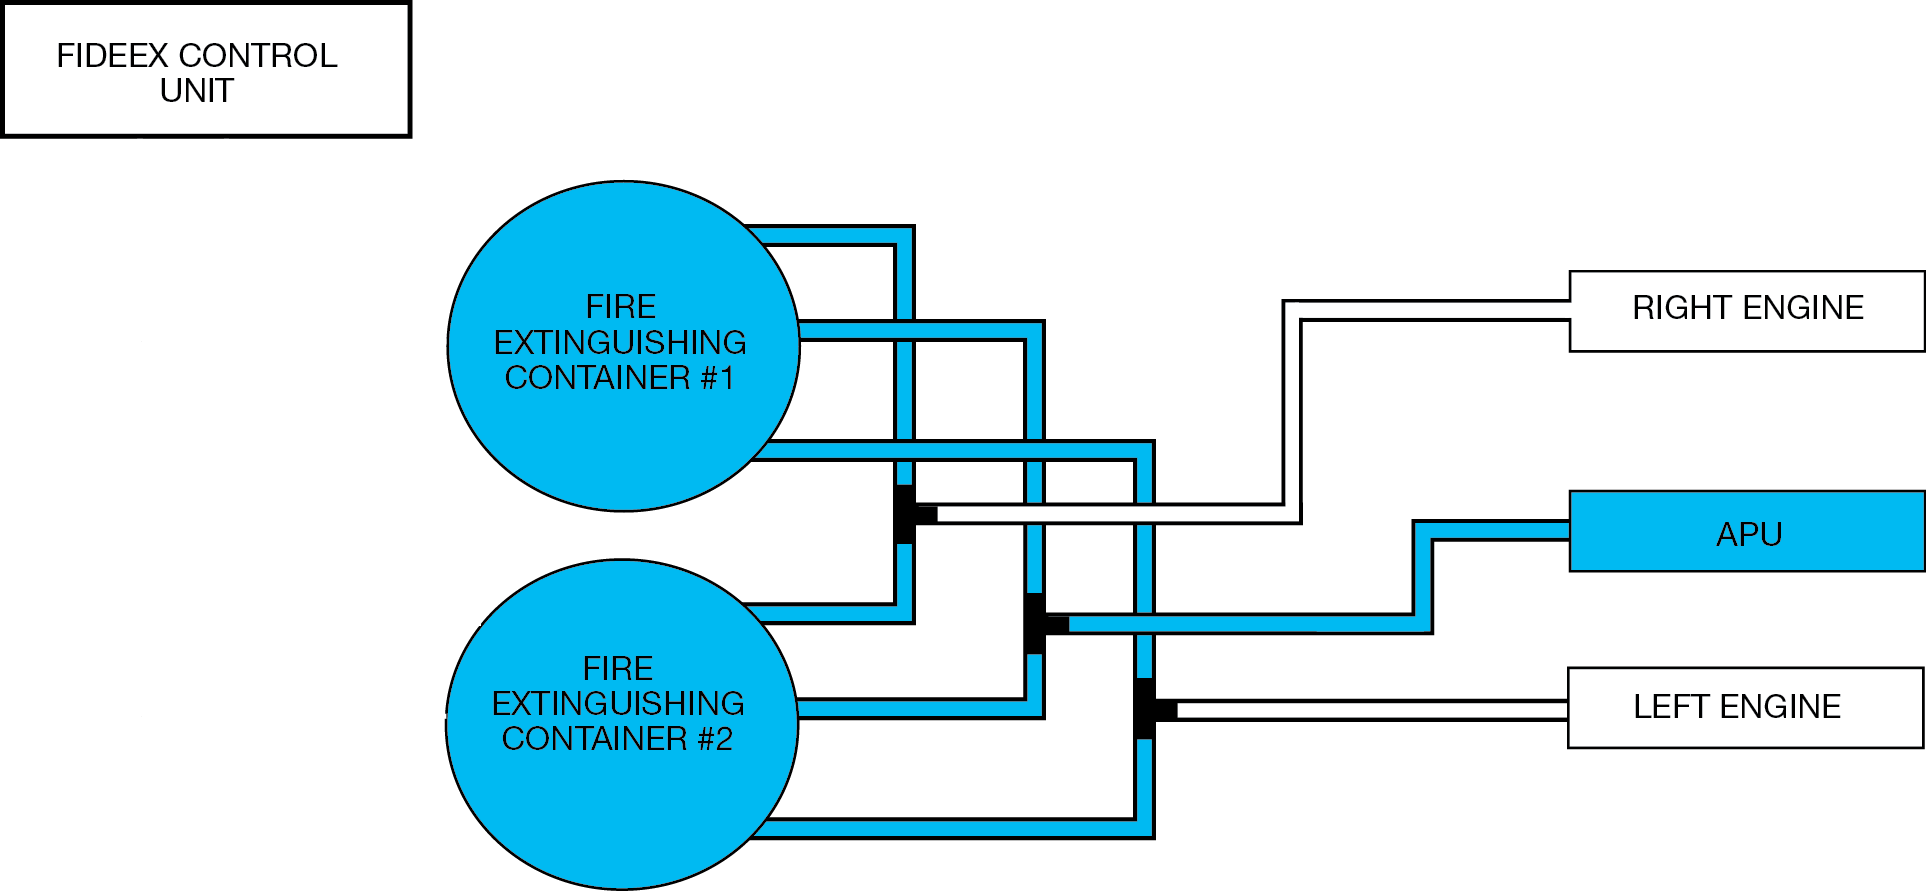 FIDEEX CONTROL
UNIT
FIRE
EXTINGUISHING
CONTAINER #1
RIGHT ENGINE
APU
FIRE
EXTINGUISHING
CONTAINER #2
LEFT ENGINE